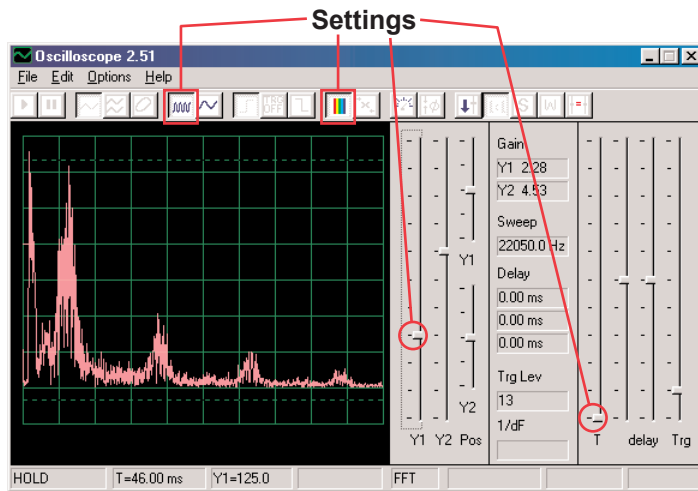 Settings
Oscilloscope 2.51
File Edit Options Help
TRG OFF
S W
Gain
Y1 2.28
Y2 4.53
Sweep
22050.0 Hz
Y1
Delay
0.00 ms
0.00 ms
0.00 ms
Trg Lev
13
Y2
1/dF
Y1 Y2 Pos
T delay Trg
HOLD T=46.00 ms Y1=125.0 FFT